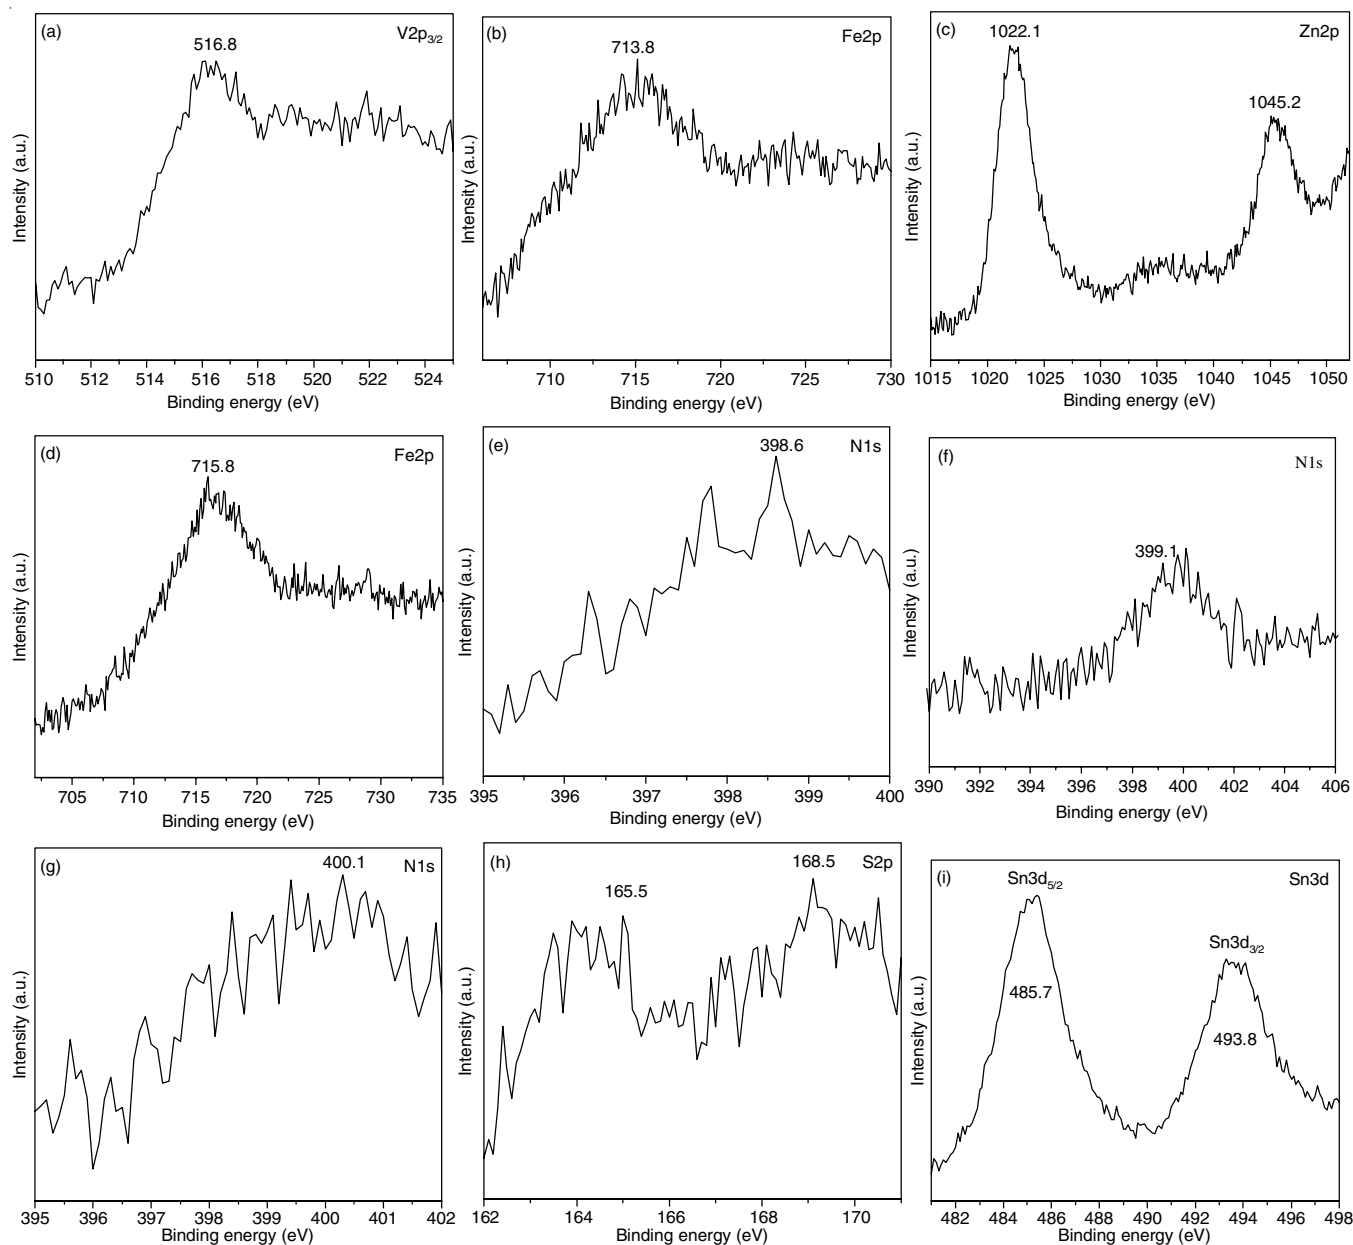 (a)
V2p3/2
516.8
Intensity (a.u.)
510 512 514 516 518 520 522 524
Binding energy (eV)
(b)
Fe2p
713.8
Intensity (a.u.)
710 715 720 725 730
Binding energy (eV)
(c)
Zn2p
1022.1
1045.2
Intensity (a.u.)
1015 1020 1025 1030 1035 1040 1045 1050
Binding energy (eV)
(d)
Fe2p
715.8
Intensity (a.u.)
705 710 715 720 725 730 735
Binding energy (eV)
(e)
N1s
398.6
Intensity (a.u.)
395 396 397 398 399 400
Binding energy (eV)
(f)
N1s
399.1
Intensity (a.u.)
390 392 394 396 398 400 402 404 406
Binding energy (eV)
(g)
N1s
400.1
Intensity (a.u.)
395 396 397 398 399 400 401 402
Binding energy (eV)
(h)
S2p
165.5
168.5
Intensity (a.u.)
162 164 166 168 170
Binding energy (eV)
(i)
Sn3d5/2
Sn3d
Sn3d3/2
485.7
493.8
Intensity (a.u.)
482 484 486 488 490 492 494 496 498
Binding energy (eV)